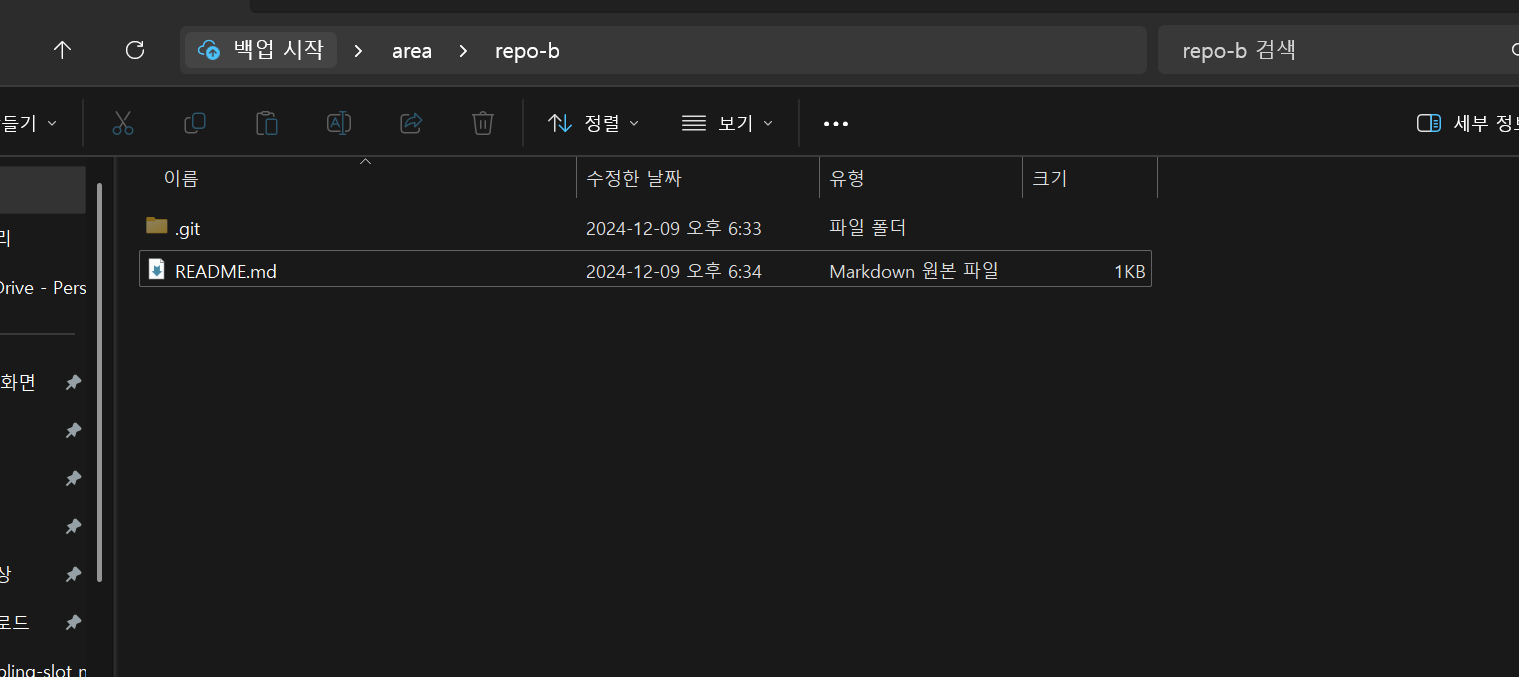 백업 시작 > area > repo-b
repo-b 검색
들기
정렬
보기
세부 정보
이름 수정한 날짜 유형 크기
.git 2024-12-09 오후 6:33 파일 폴더
README.md 2024-12-09 오후 6:34 Markdown 원본 파일 1KB
리
Drive - Pers
화면
상
로드